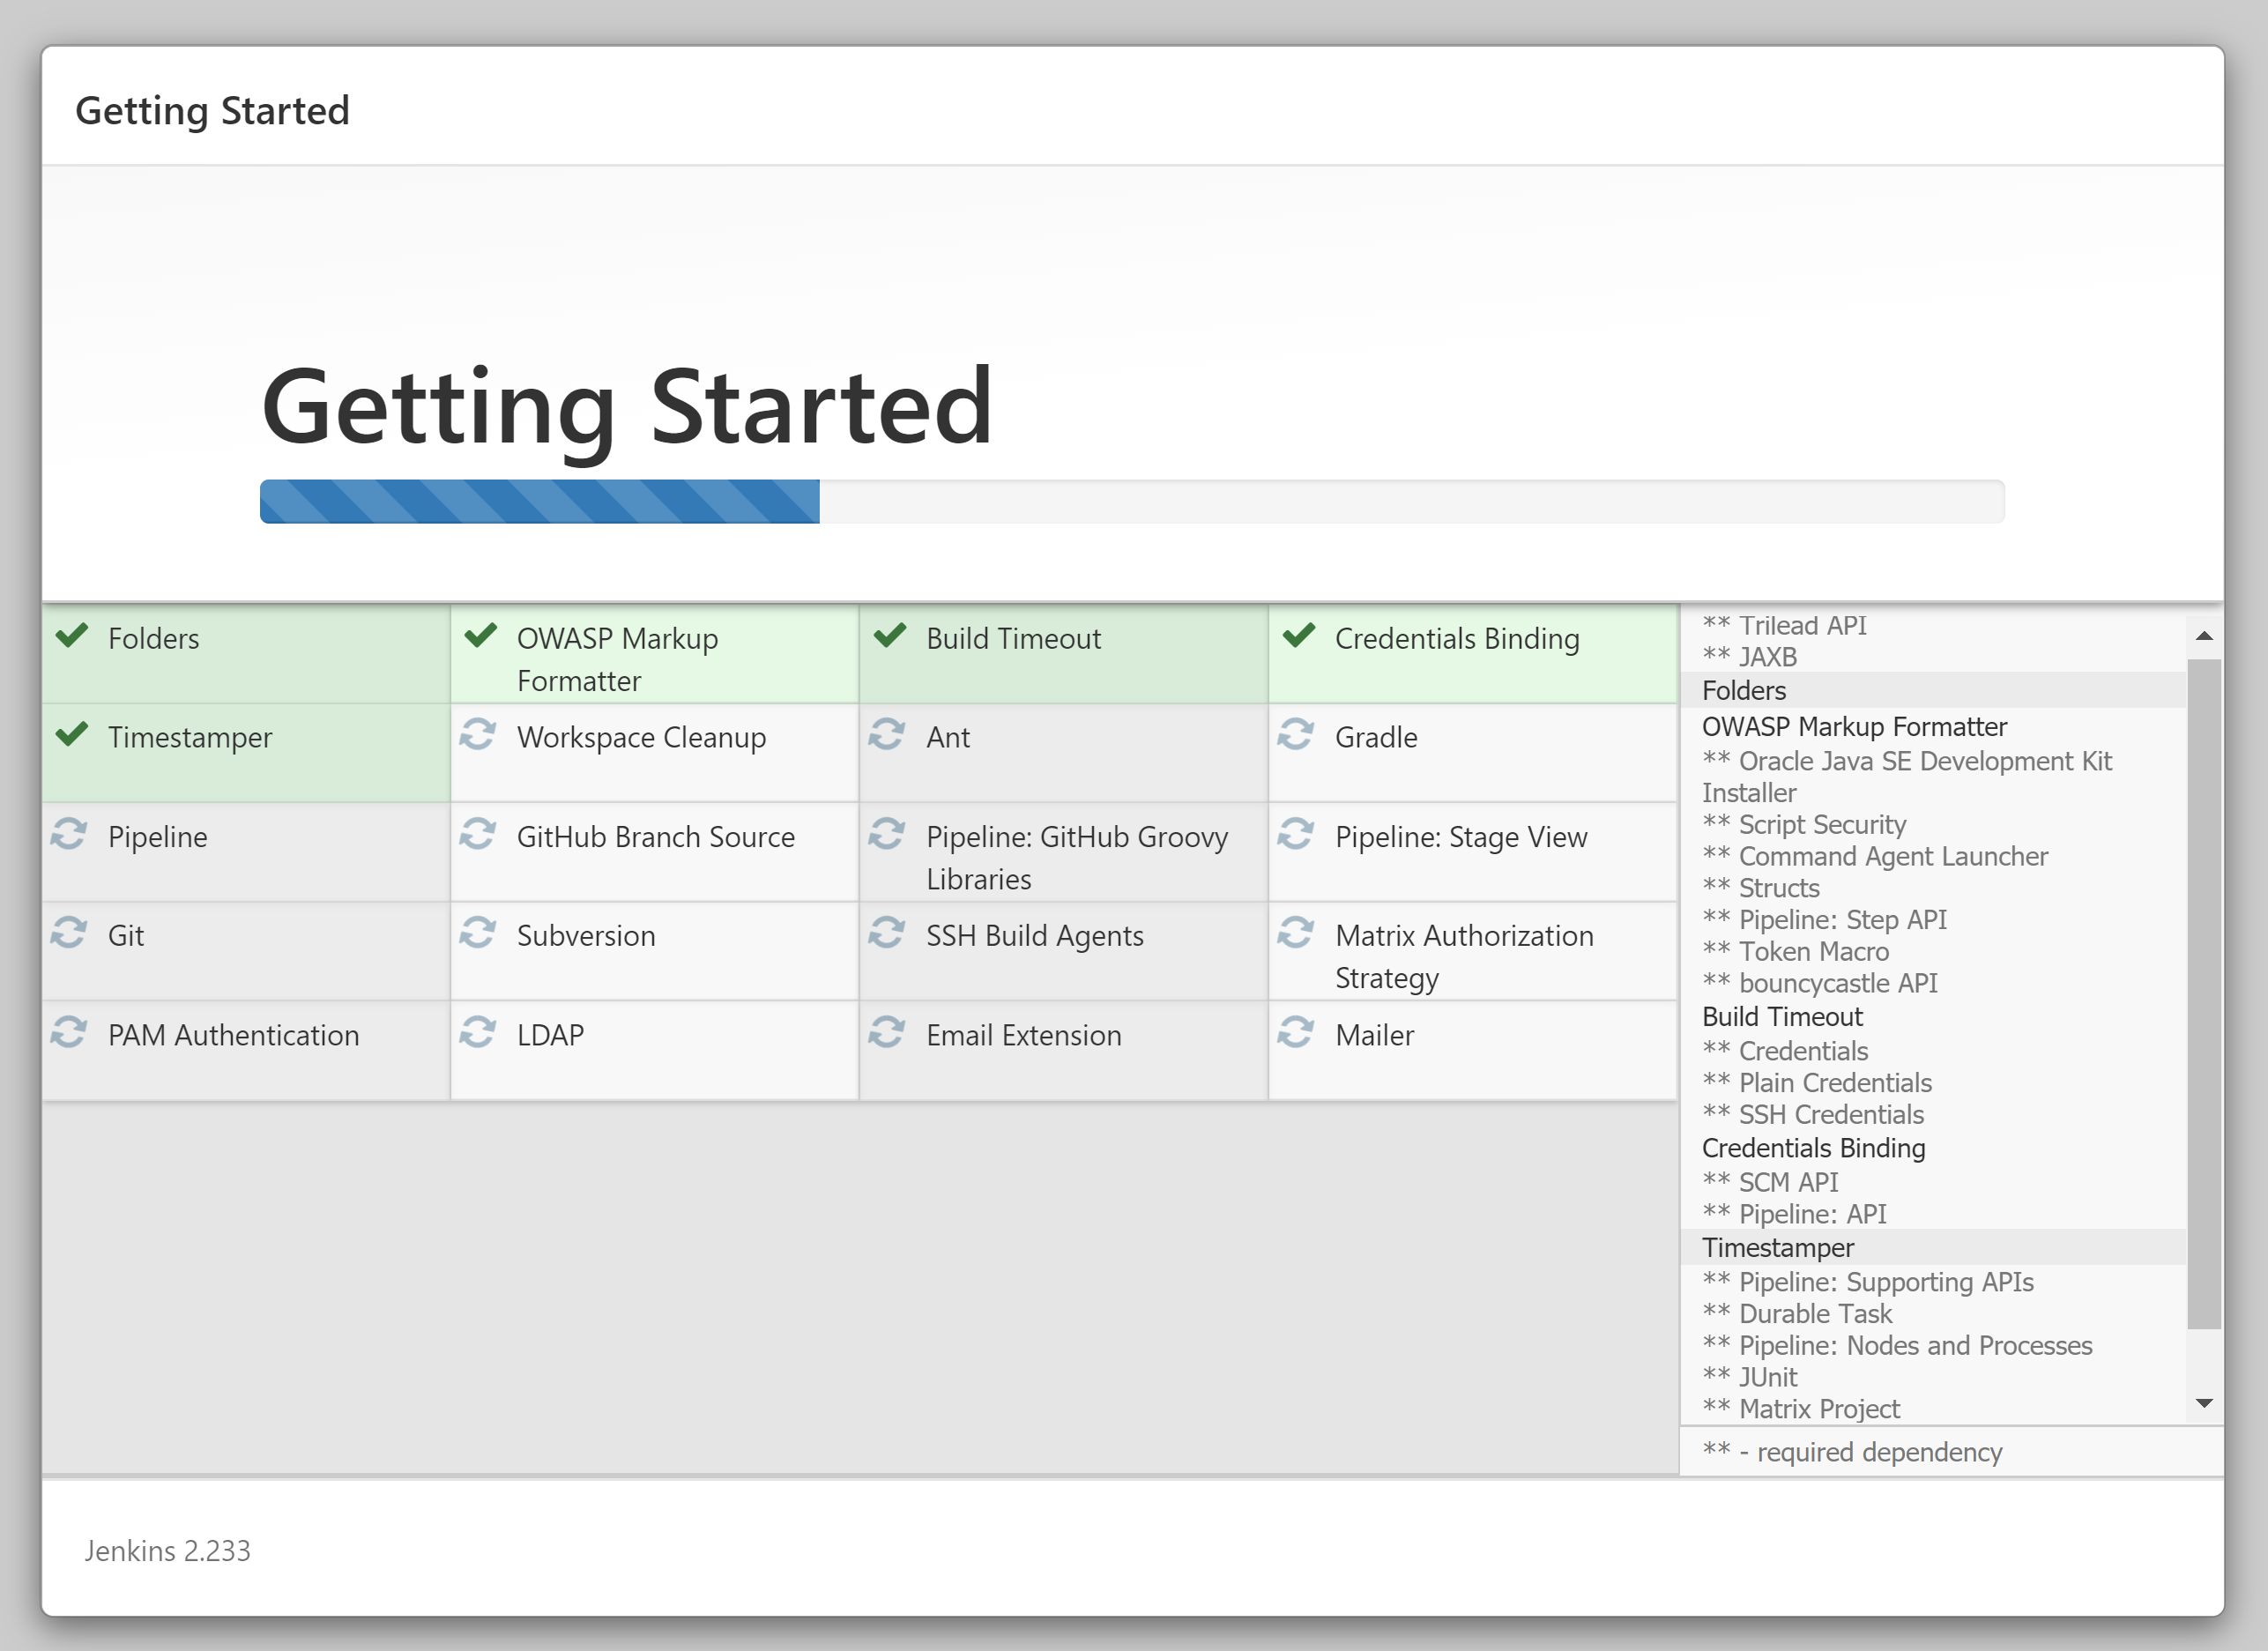 Getting Started
Getting Started
Folders
OWASP Markup
Formatter
Build Timeout
Credentials Binding
Timestamper
Workspace Cleanup
Ant
Gradle
Pipeline
GitHub Branch Source
Pipeline: GitHub Groovy
Libraries
Pipeline: Stage View
Git
Subversion
SSH Build Agents
Matrix Authorization
Strategy
PAM Authentication
LDAP
Email Extension
Mailer
** Trilead API
** JAXB
Folders
OWASP Markup Formatter
** Oracle Java SE Development Kit
Installer
** Script Security
** Command Agent Launcher
** Structs
** Pipeline: Step API
** Token Macro
** bouncycastle API
Build Timeout
** Credentials
** Plain Credentials
** SSH Credentials
Credentials Binding
** SCM API
** Pipeline: API
Timestamper
** Pipeline: Supporting APIs
** Durable Task
** Pipeline: Nodes and Processes
** JUnit
** Matrix Project
** - required dependency
Jenkins 2.233